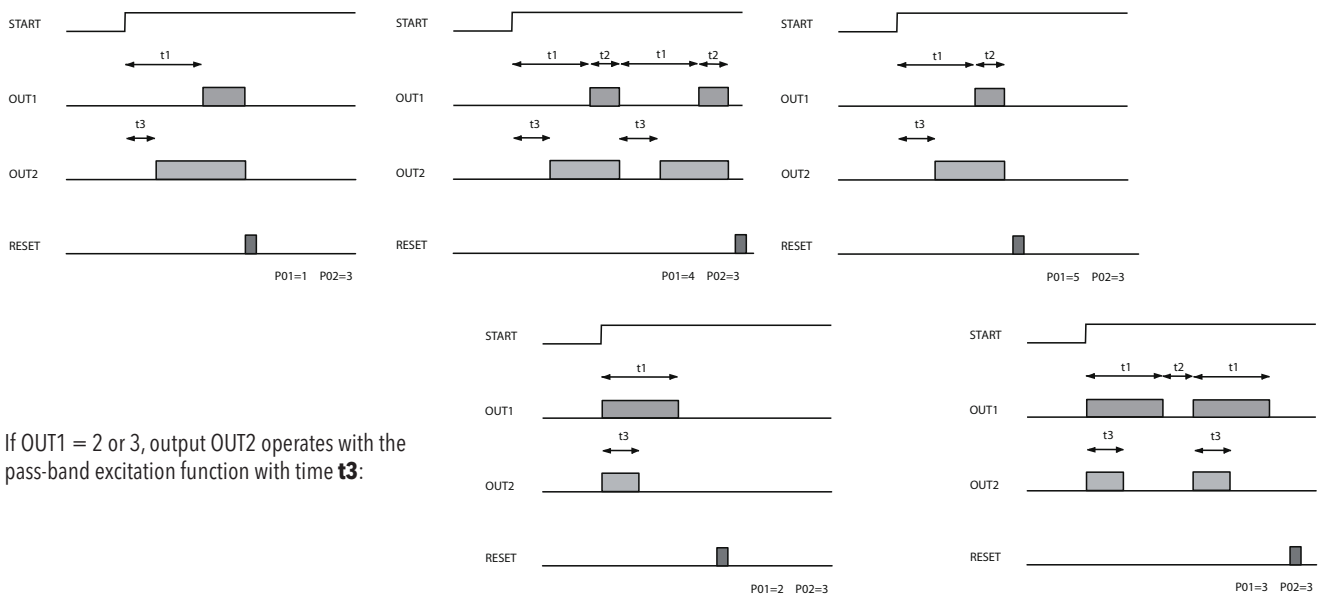 START
t1
OUT1
t3
OUT2
RESET
P01=1 P02=3
START
t1 t2 t1 t2
OUT1
t3 t3
OUT2
RESET
P01=4 P02=3
START
t1 t2
OUT1
t3
OUT2
RESET
P01=5 P02=3
If OUT1 = 2 or 3, output OUT2 operates with the
pass-band excitation function with time t3:
START
t1
OUT1
t3
OUT2
RESET
P01=2 P02=3
START
t1 t2 t1
OUT1
t3 t3
OUT2
RESET
P01=3 P02=3